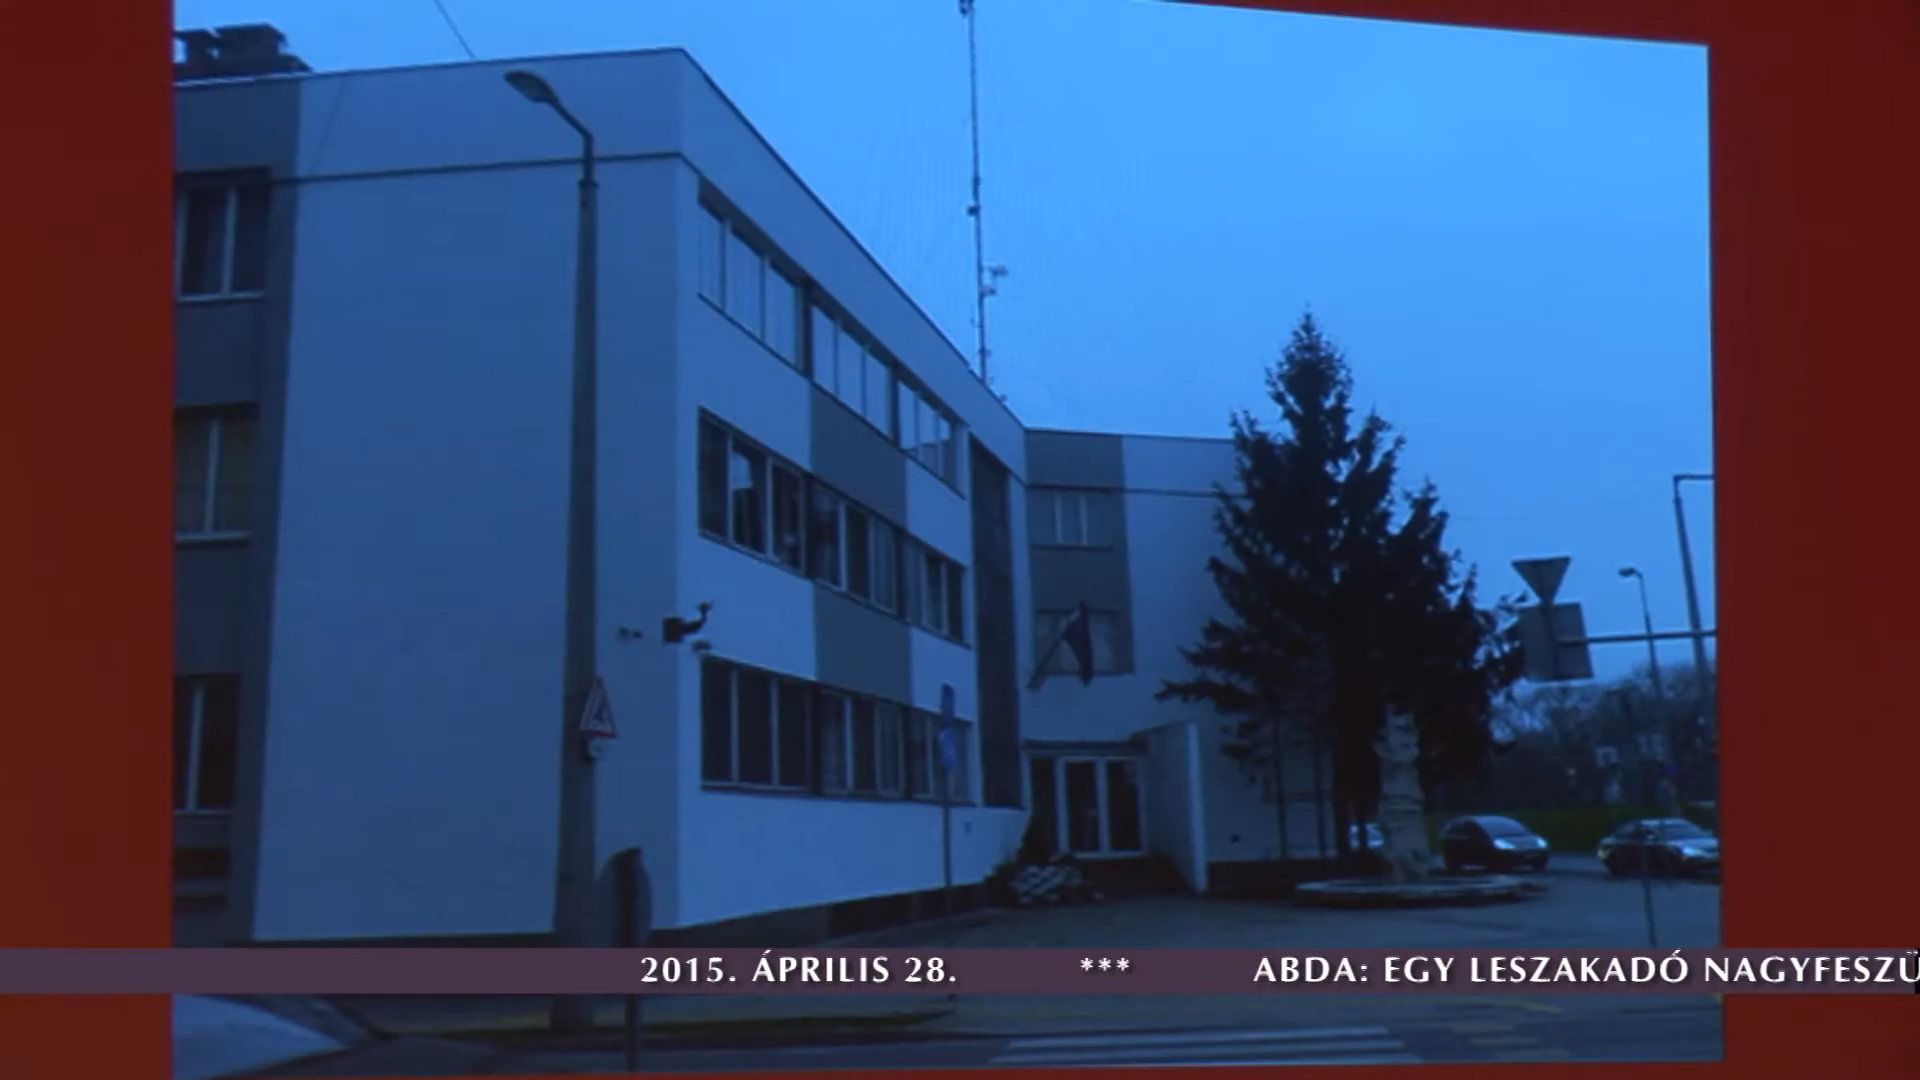 2015. ÁPRILIS 28. *** ABDA: EGY LESZAKADÓ NAGYFESZÜ